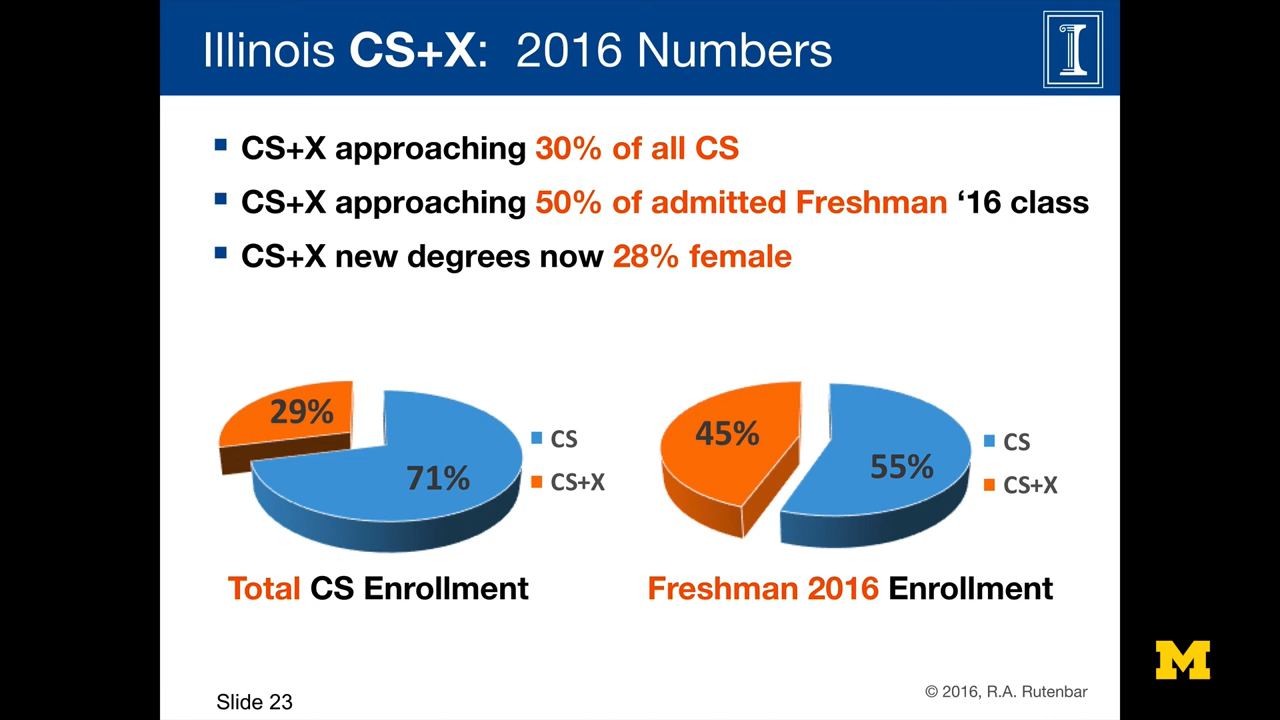 Illinois CS+X: 2016 Numbers
I
CS+X approaching 30% of all CS
CS+X approaching 50% of admitted Freshman ‘16 class
CS+X new degrees now 28% female
29%
71%
CS
CS+X
45%
55%
CS
CS+X
Total CS Enrollment
Freshman 2016 Enrollment
M
Slide 23
© 2016, R.A. Rutenbar